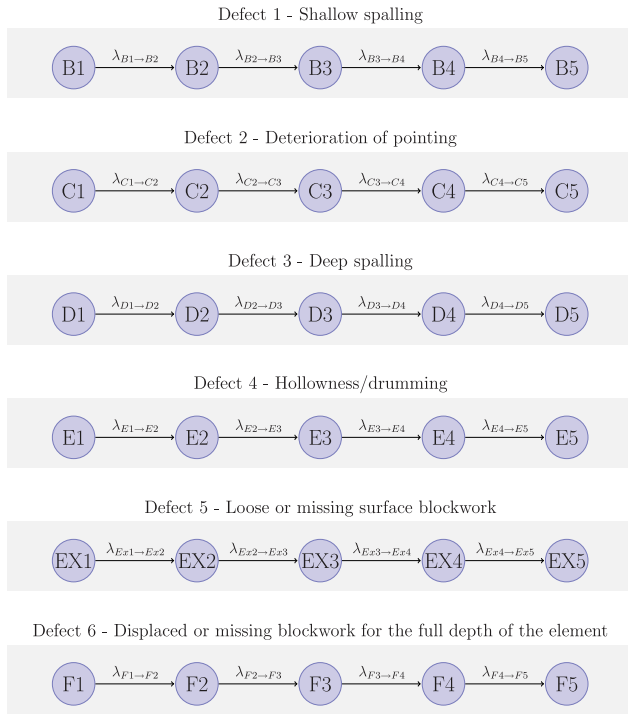 Defect 1 - Shallow spalling
λB1→B2 λB2→B3 λB3→B4 λB4→B5
B1 B2 B3 B4 B5
Defect 2 - Deterioration of pointing
λC1→C2 λC2→C3 λC3→C4 λC4→C5
C1 C2 C3 C4 C5
Defect 3 - Deep spalling
λD1→D2 λD2→D3 λD3→D4 λD4→D5
D1 D2 D3 D4 D5
Defect 4 - Hollowness/drumming
λE1→E2 λE2→E3 λE3→E4 λE4→E5
E1 E2 E3 E4 E5
Defect 5 - Loose or missing surface blockwork
λEx1→Ex2 λEx2→Ex3 λEx3→Ex4 λEx4→Ex5
EX1 EX2 EX3 EX4 EX5
Defect 6 - Displaced or missing blockwork for the full depth of the element
λF1→F2 λF2→F3 λF3→F4 λF4→F5
F1 F2 F3 F4 F5